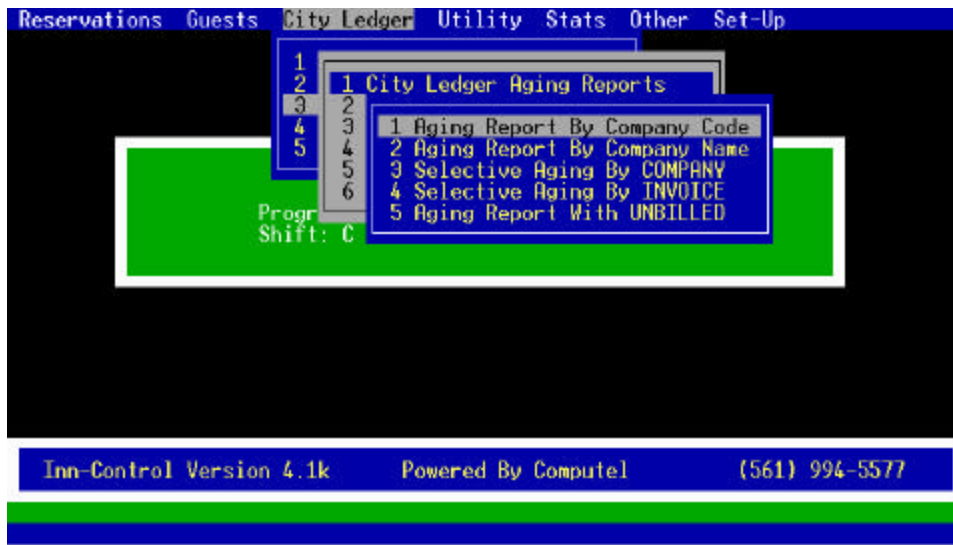 Reservations Guests City Ledger Utility Stats Other Set-Up
1
2 1 City Ledger Aging Reports
3 2
4 3 1 Aging Report By Company Code
5 4 2 Aging Report By Company Name
5 3 Selective Aging By COMPANY
6 4 Selective Aging By INVOICE
Progr 5 Aging Report With UNBILLED
Shift: C
Inn-Control Version 4.1k Powered By Computel (561) 994-5577